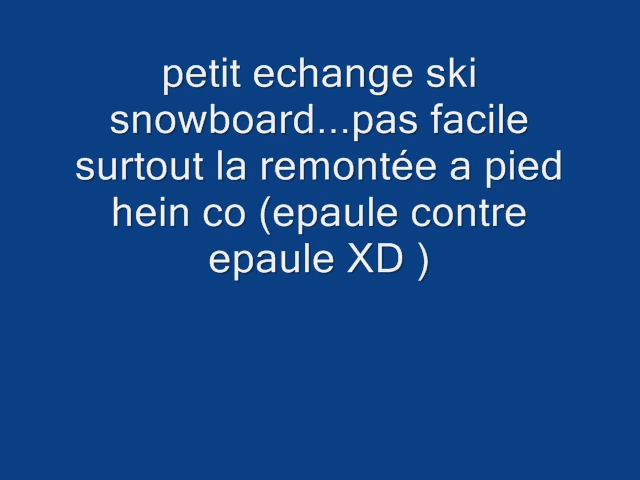 petit echange ski
snowboard...pas facile
surtout la remontée a pied
hein co (epaule contre
epaule XD )